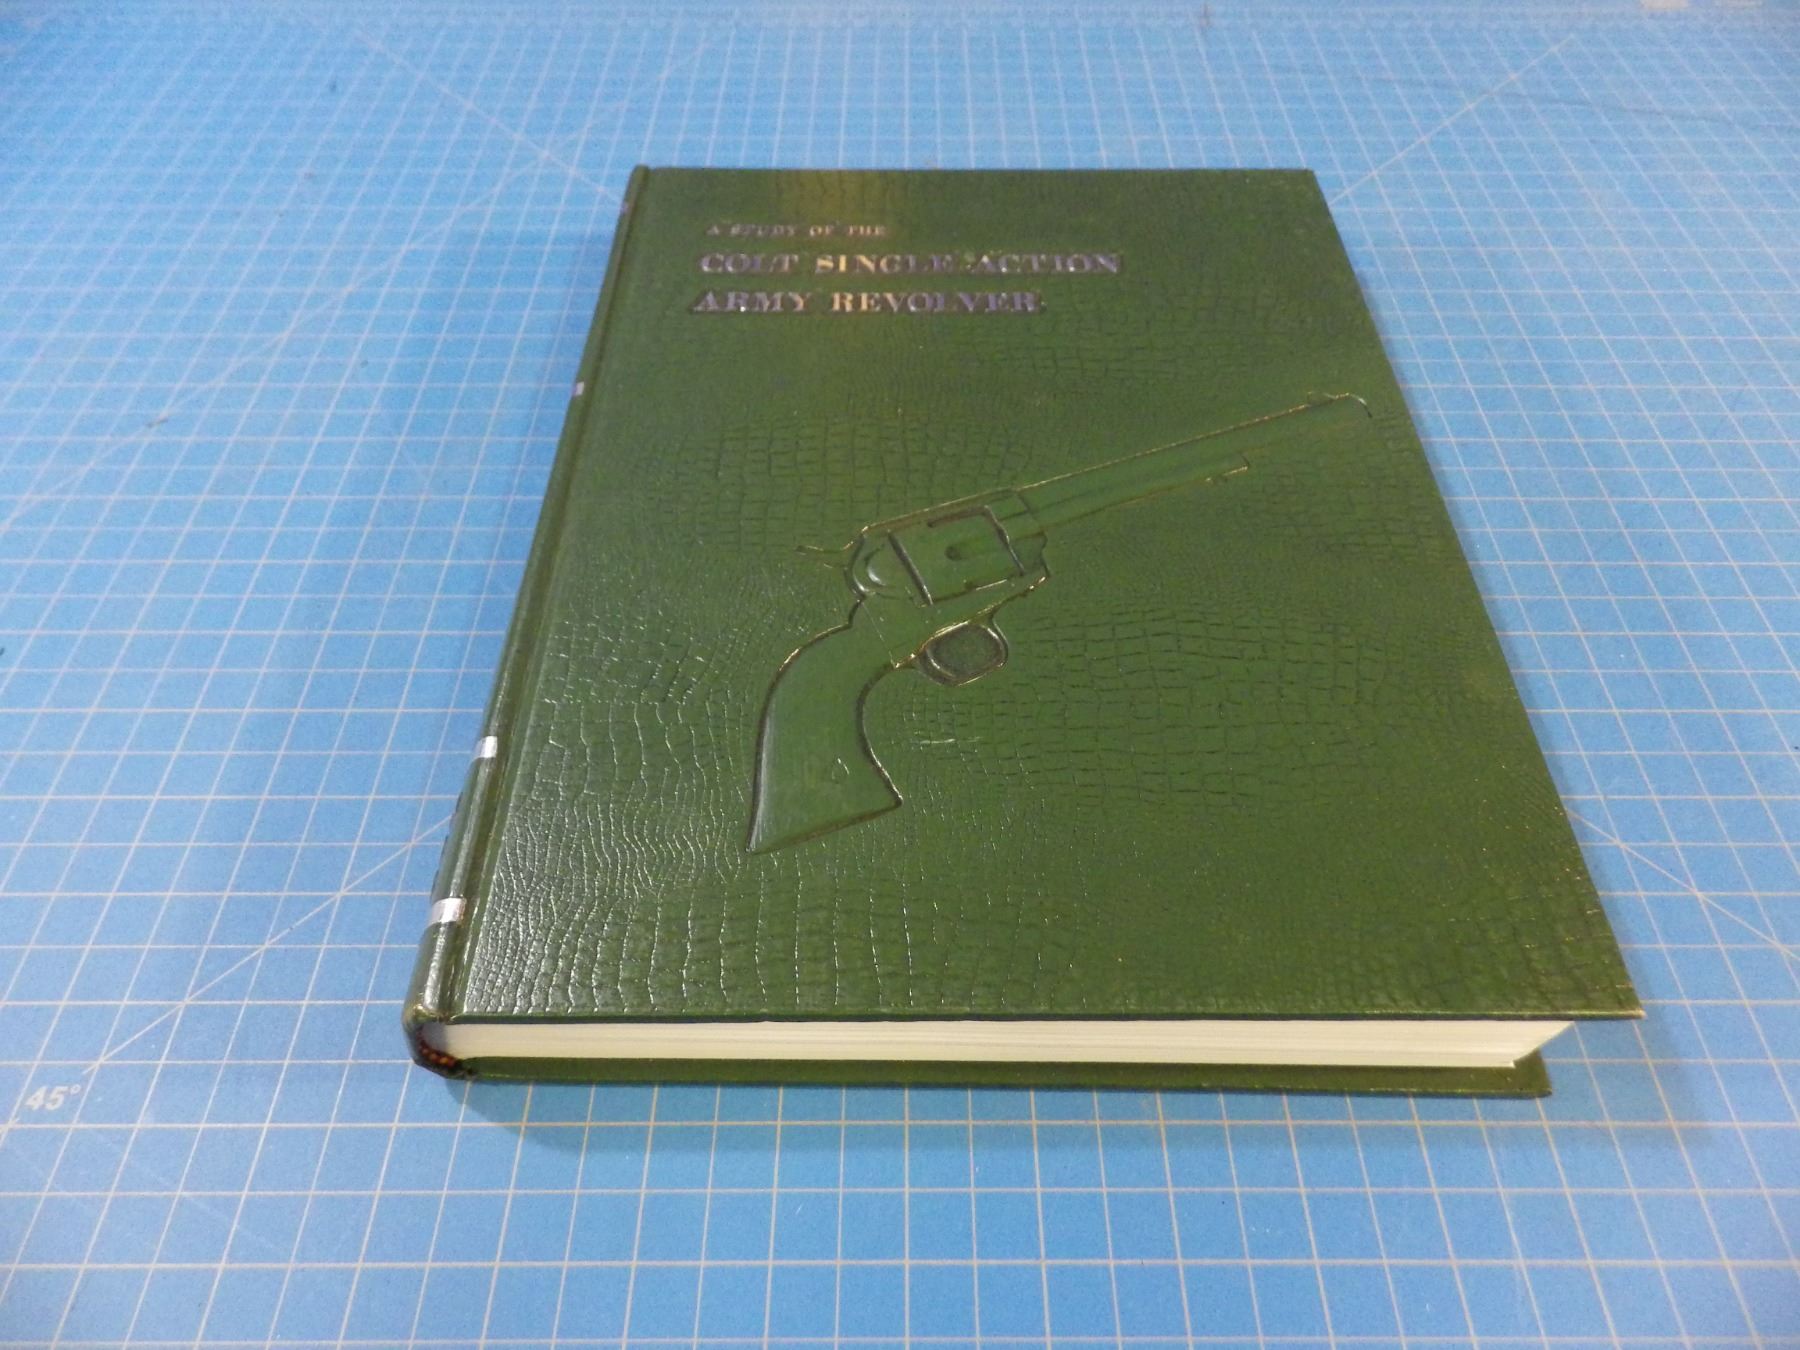 A STUDY OF THE
COLT SINGLE ACTION
ARMY REVOLVER
45°